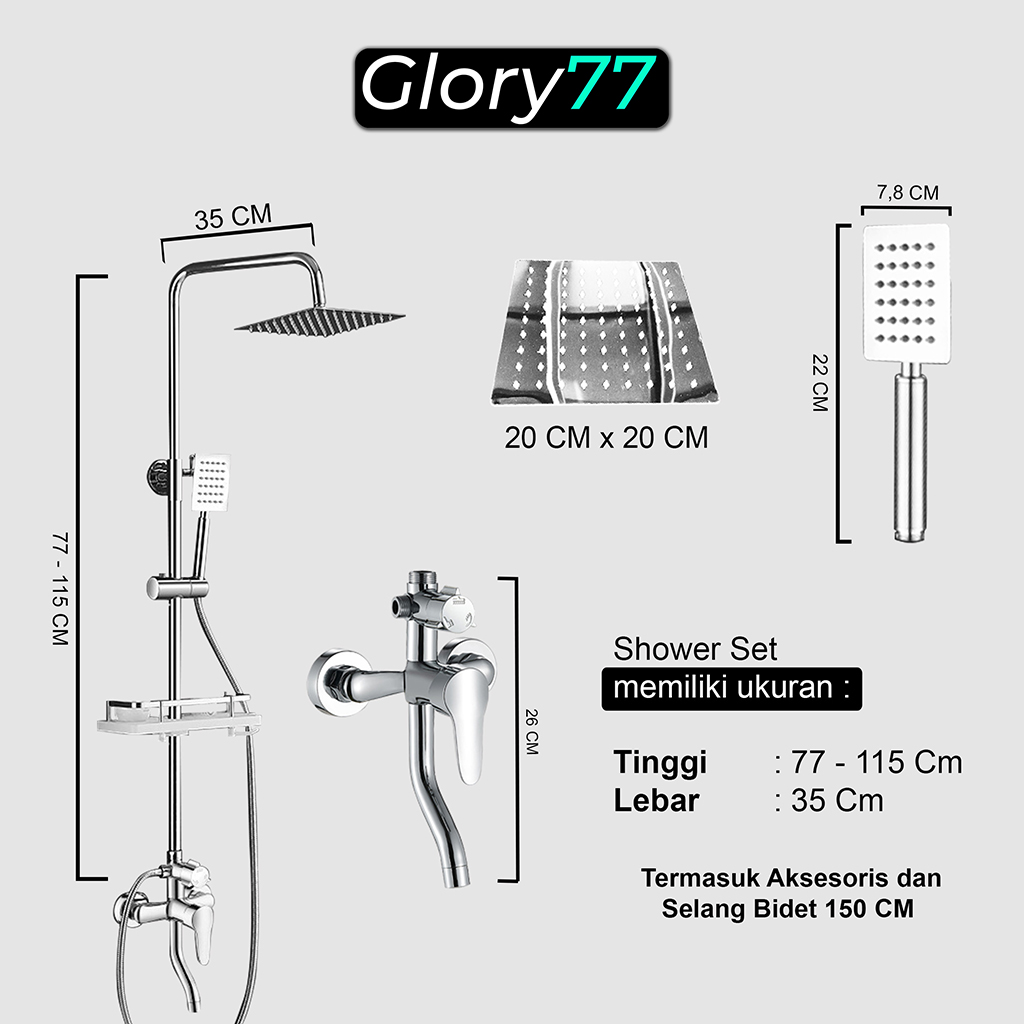 Glory77
35 CM
7,8 CM
22 CM
20 CM x 20 CM
77 - 115 CM
26 CM
Shower Set
memiliki ukuran :
Tinggi : 77 - 115 Cm
Lebar : 35 Cm
Termasuk Aksesoris dan
Selang Bidet 150 CM